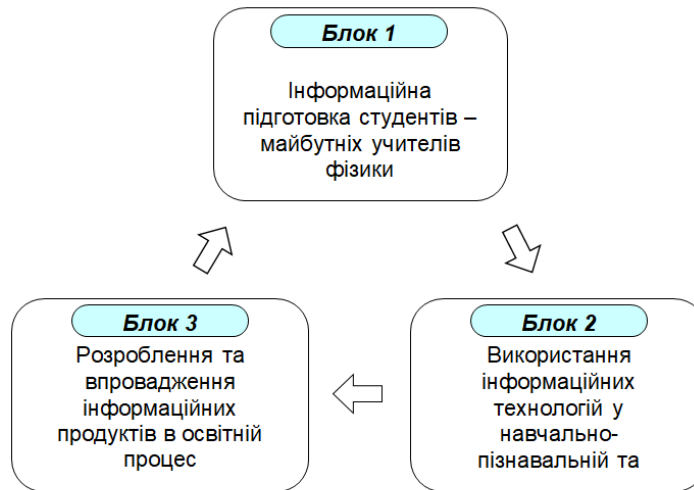 Блок 1
Інформаційна
підготовка студентів –
майбутніх учителів
фізики
Блок 3
Розроблення та
впровадження
інформаційних
продуктів в освітній
процес
Блок 2
Використання
інформаційних
технологій у
навчально-
пізнавальній та